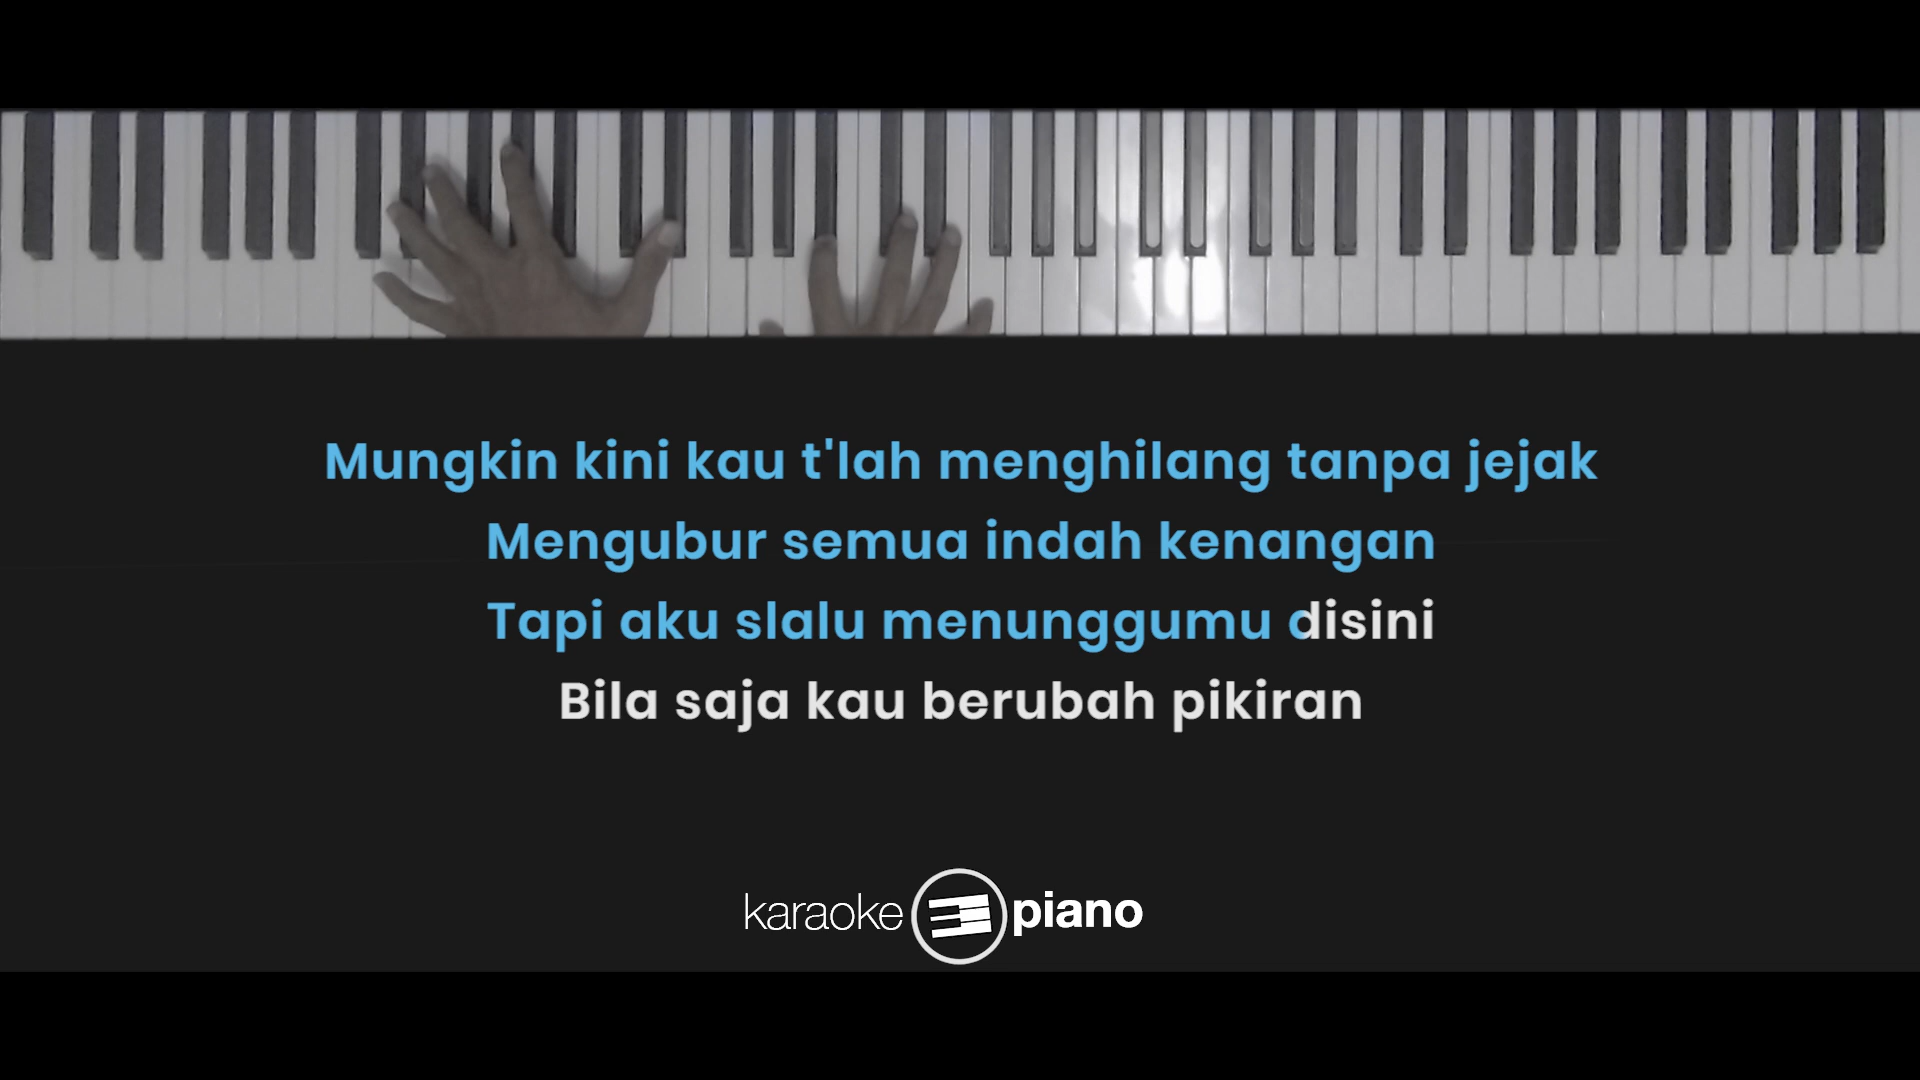 Mungkin kini kau t'lah menghilang tanpa jejak
Mengubur semua indah kenangan
Tapi aku slalu menunggumu disini
Bila saja kau berubah pikiran
karaoke piano